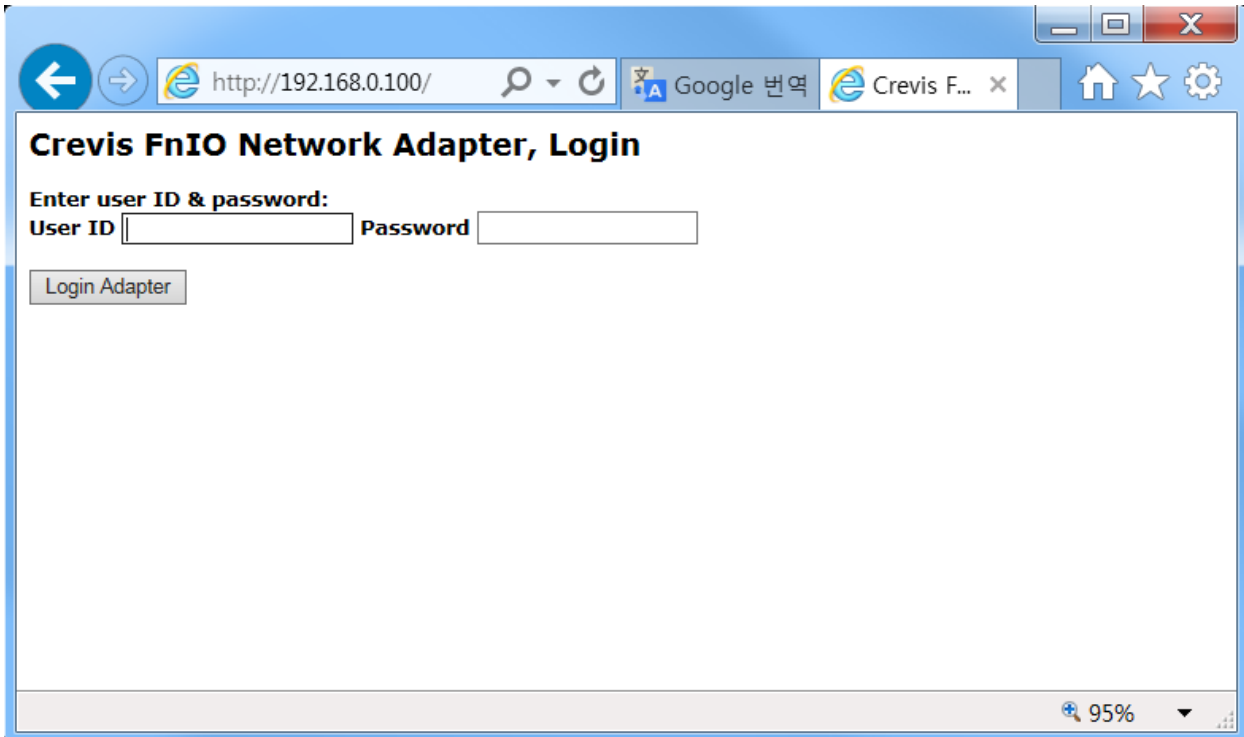 http://192.168.0.100/ Google 번역 Crevis F...
Crevis FnIO Network Adapter, Login
Enter user ID & password:
User ID Password
Login Adapter
95%